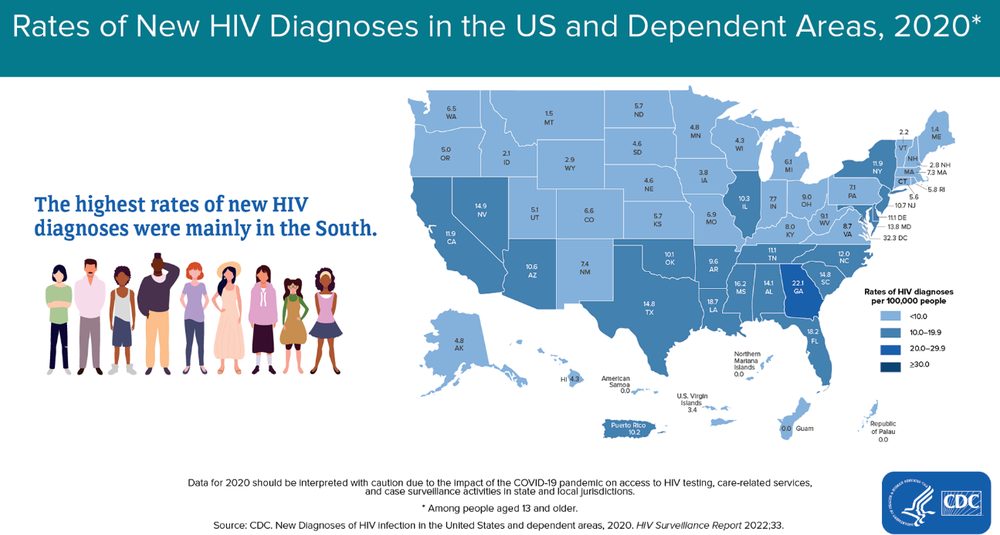 Rates of New HIV Diagnoses in the US and Dependent Areas, 2020*
The highest rates of new HIV
diagnoses were mainly in the South.
6.5
WA
5.0
OR
2.1
ID
1.5
MT
2.9
WY
5.7
ND
4.6
SD
4.6
NE
4.8
MN
4.3
WI
3.8
IA
6.1
MI
11.9
NY
2.2
VT
NH
1.4
ME
2.8 NH
MA
7.3 MA
CT
5.8 RI
5.6
7.1
PA
10.7 NJ
11.1 DE
13.8 MD
32.3 DC
14.9
NV
11.9
CA
5.1
UT
6.6
CO
5.7
KS
6.9
MO
10.3
IL
7.7
IN
9.0
OH
9.1
WV
8.7
VA
8.0
KY
10.6
AZ
7.4
NM
10.1
OK
9.6
AR
11.1
TN
12.0
NC
14.8
SC
16.2
MS
14.1
AL
22.1
GA
14.8
TX
18.7
LA
18.2
FL
4.8
AK
HI 4.3
American
Samoa
0.0
Northern
Mariana
Islands
0.0
U.S. Virgin
Islands
3.4
Puerto Rico
10.2
0.0 Guam
Republic
of Palau
0.0
Rates of HIV diagnoses
per 100,000 people
<10.0
10.0–19.9
20.0–29.9
≥30.0
Data for 2020 should be interpreted with caution due to the impact of the COVID-19 pandemic on access to HIV testing, care-related services,
and case surveillance activities in state and local jurisdictions.
* Among people aged 13 and older.
Source: CDC. New Diagnoses of HIV infection in the United States and dependent areas, 2020. HIV Surveillance Report 2022;33.
CDC